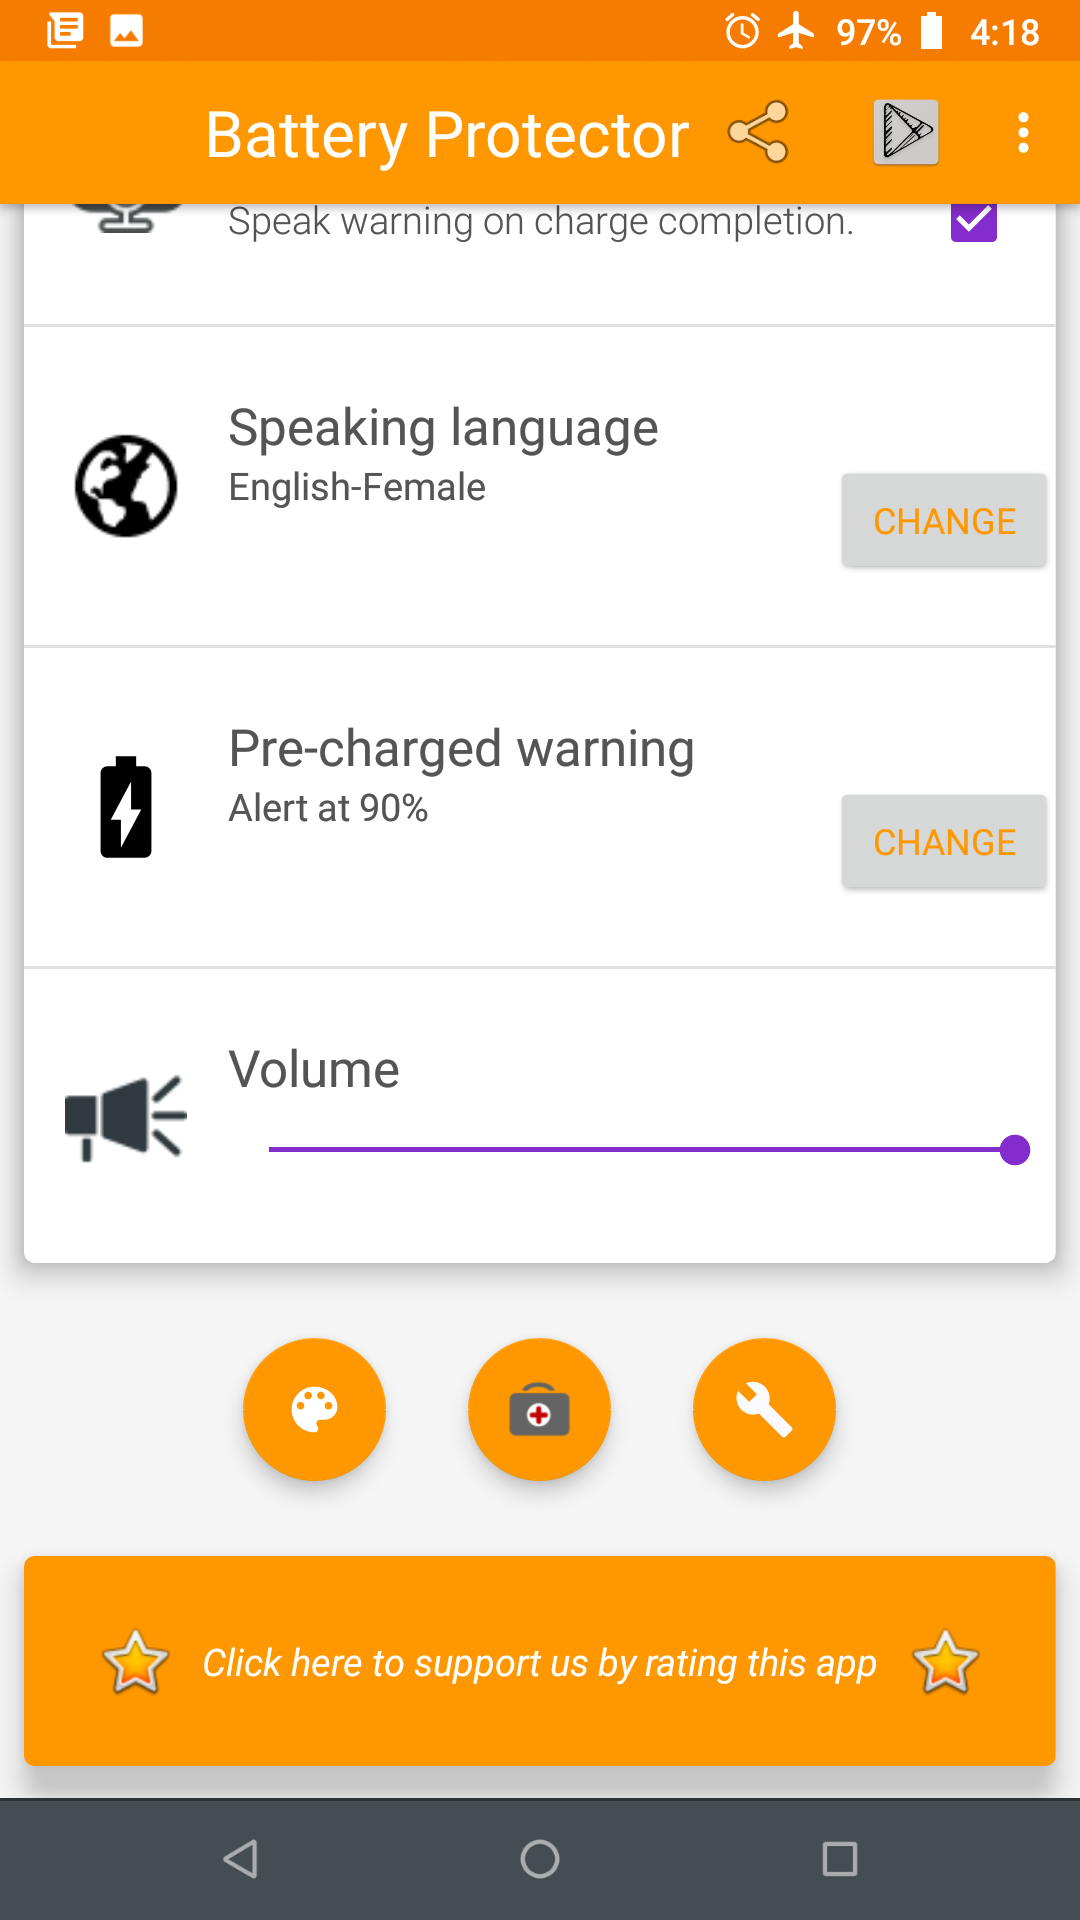 97% 4:18
Battery Protector
Speak warning on charge completion.
Speaking language
English-Female
CHANGE
Pre-charged warning
Alert at 90%
CHANGE
Volume
Click here to support us by rating this app